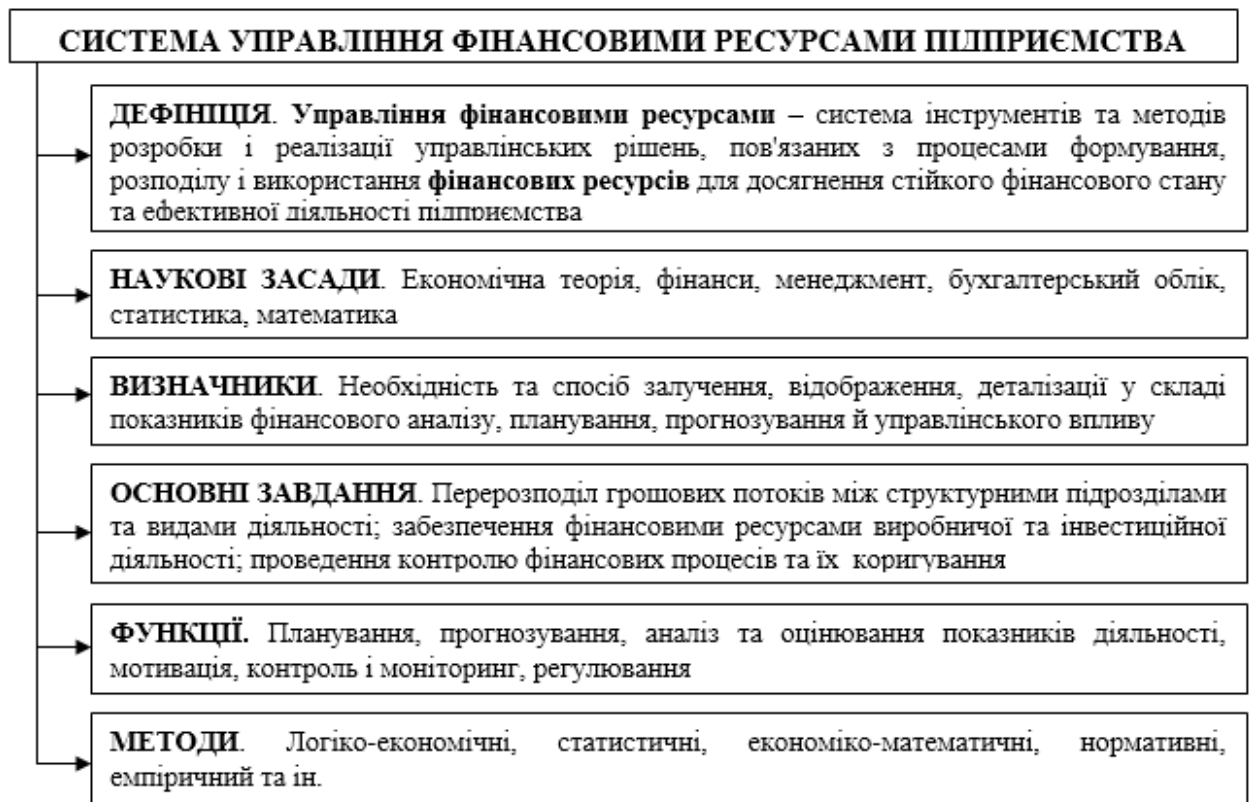 СИСТЕМА УПРАВЛІННЯ ФІНАНСОВИМИ РЕСУРСАМИ ПІДПРИЄМСТВА
ДЕФІНІЦІЯ. Управління фінансовими ресурсами – система інструментів та методів
розробки і реалізації управлінських рішень, пов'язаних з процесами формування,
розподілу і використання фінансових ресурсів для досягнення стійкого фінансового стану
та ефективної діяльності підприємства
НАУКОВІ ЗАСАДИ. Економічна теорія, фінанси, менеджмент, бухгалтерський облік,
статистика, математика
ВИЗНАЧНИКИ. Необхідність та спосіб залучення, відображення, деталізації у складі
показників фінансового аналізу, планування, прогнозування й управлінського впливу
ОСНОВНІ ЗАВДАННЯ. Перерозподіл грошових потоків між структурними підрозділами
та видами діяльності; забезпечення фінансовими ресурсами виробничої та інвестиційної
діяльності; проведення контролю фінансових процесів та їх коригування
ФУНКЦІЇ. Планування, прогнозування, аналіз та оцінювання показників діяльності,
мотивація, контроль і моніторинг, регулювання
МЕТОДИ. Логіко-економічні, статистичні, економіко-математичні, нормативні,
емпіричний та ін.